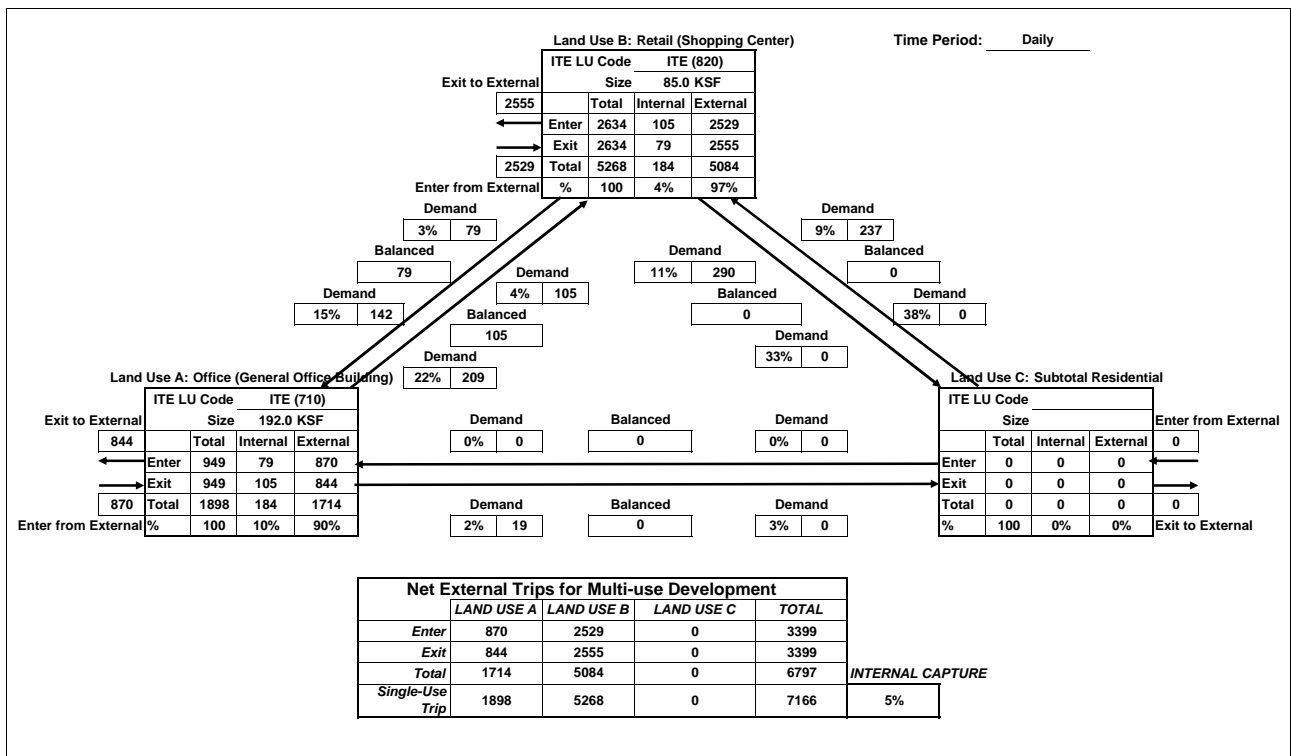 Land Use B: Retail (Shopping Center)
Time Period: Daily
ITE LU Code ITE (820)
Exit to External Size 85.0 KSF
2555 Total Internal External
Enter 2634 105 2529
Exit 2634 79 2555
2529 Total 5268 184 5084
Enter from External % 100 4% 97%
Demand Demand
3% 79 9% 237
Balanced Demand Balanced
79 11% 290 0
Demand Demand Balanced Demand
15% 142 4% 105 0 38% 0
Balanced
105
Demand Demand
22% 209 33% 0
Land Use A: Office (General Office Building)
Land Use C: Subtotal Residential
ITE LU Code ITE (710)
Exit to External Size 192.0 KSF
844 Total Internal External
Enter 949 79 870
Exit 949 105 844
870 Total 1898 184 1714
Enter from External % 100 10% 90%
Demand Balanced Demand
0% 0 0 0% 0
Demand Balanced Demand
2% 19 0 3% 0
ITE LU Code
Size Enter from External
Total Internal External 0
Enter 0 0 0
Exit 0 0 0
Total 0 0 0 0
% 100 0% 0% Exit to External
Net External Trips for Multi-use Development
LAND USE A LAND USE B LAND USE C TOTAL
Enter 870 2529 0 3399
Exit 844 2555 0 3399
Total 1714 5084 0 6797 INTERNAL CAPTURE
Single-Use
Trip 1898 5268 0 7166 5%